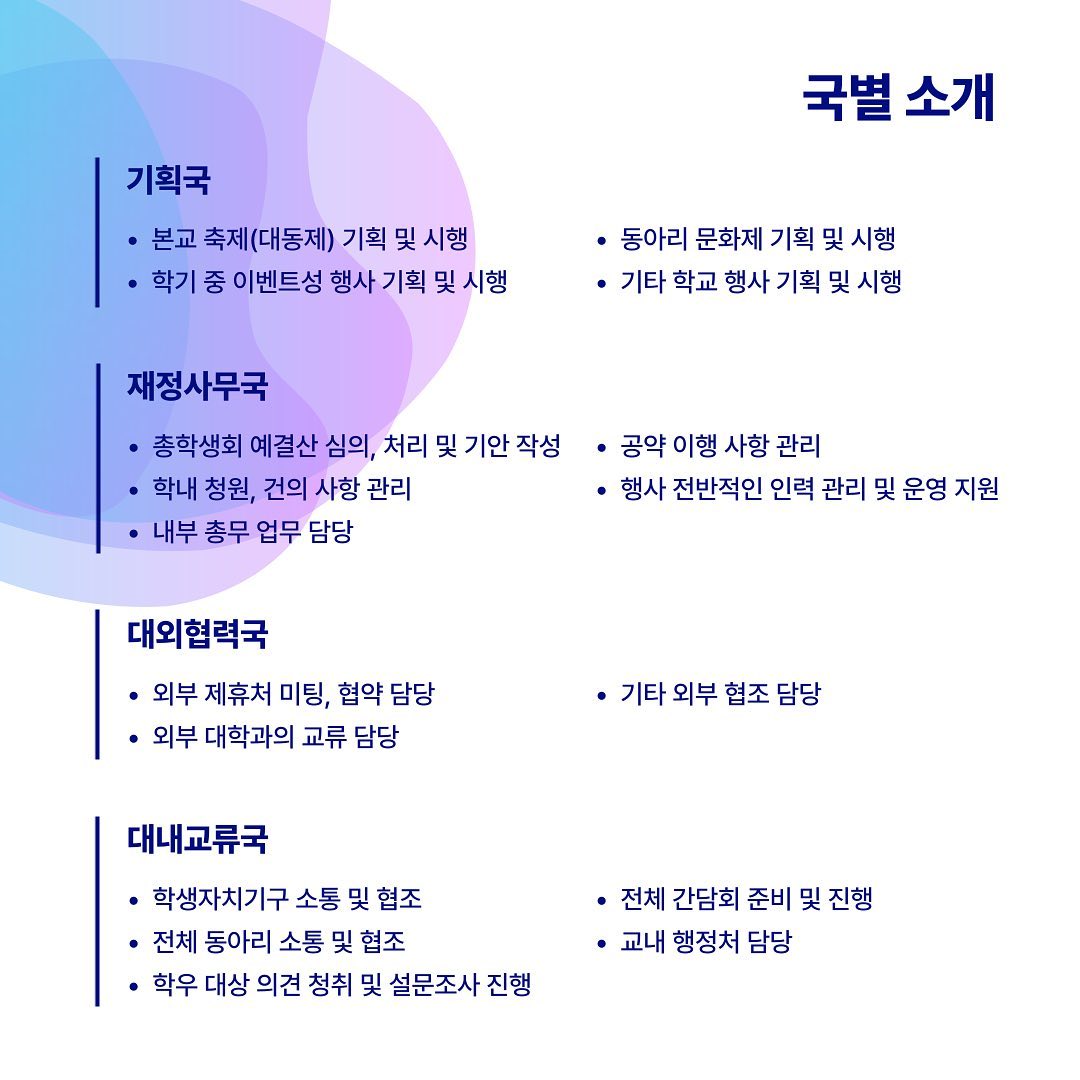 국별 소개
기획국
• 본교 축제(대동제) 기획 및 시행
• 학기 중 이벤트성 행사 기획 및 시행
• 동아리 문화제 기획 및 시행
• 기타 학교 행사 기획 및 시행
재정사무국
• 총학생회 예결산 심의, 처리 및 기안 작성
• 학내 청원, 건의 사항 관리
• 내부 총무 업무 담당
• 공약 이행 사항 관리
• 행사 전반적인 인력 관리 및 운영 지원
대외협력국
• 외부 제휴처 미팅, 협약 담당
• 외부 대학과의 교류 담당
• 기타 외부 협조 담당
대내교류국
• 학생자치기구 소통 및 협조
• 전체 동아리 소통 및 협조
• 학우 대상 의견 청취 및 설문조사 진행
• 전체 간담회 준비 및 진행
• 교내 행정처 담당